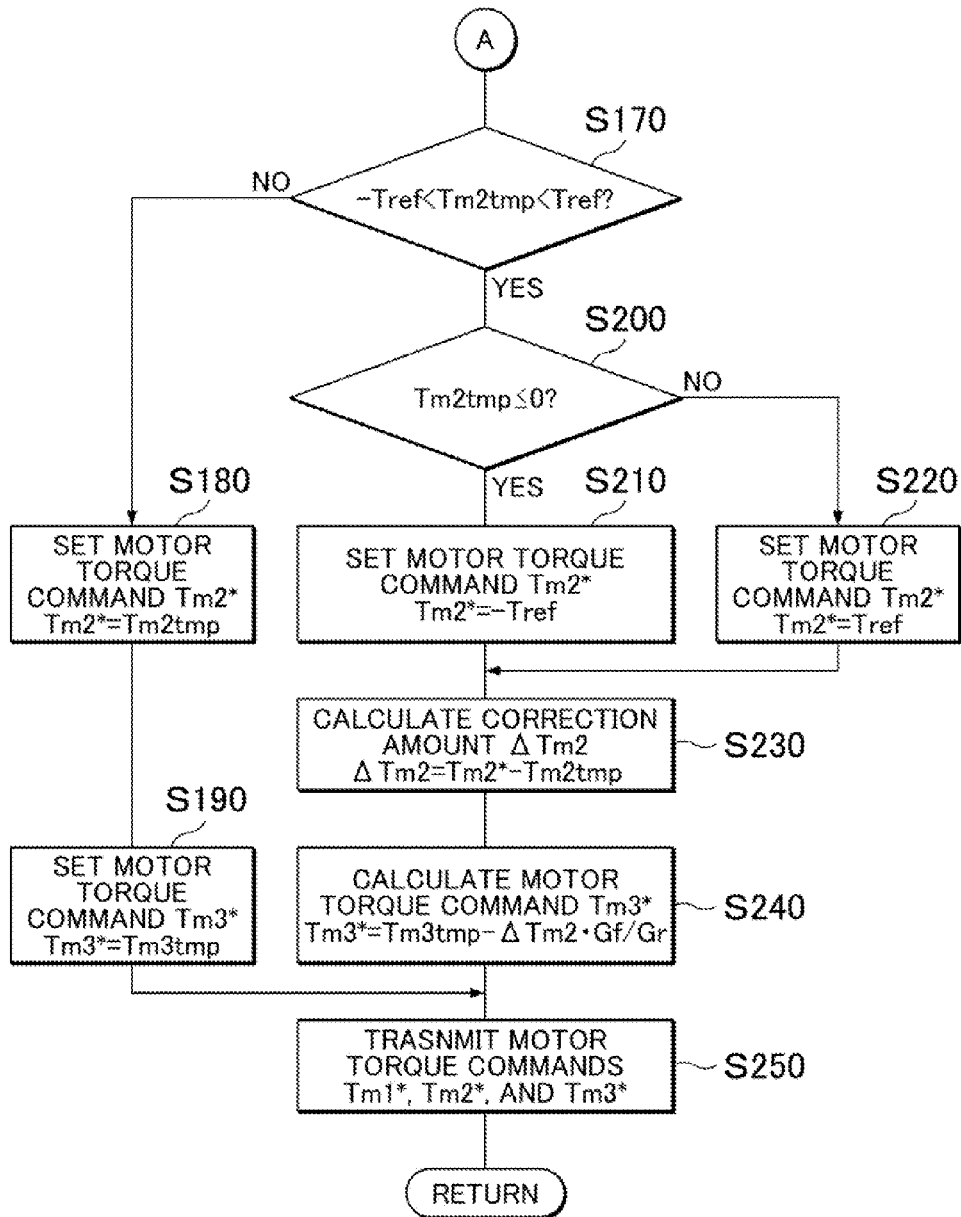 A
S170
NO
-Tref<Tm2tmp<Tref?
YES
S200
NO
Tm2tmp≦0?
YES
S180
SET MOTOR
TORQUE
COMMAND Tm2*
Tm2*=Tm2tmp
S210
SET MOTOR TORQUE
COMMAND Tm2*
Tm2*=-Tref
S220
SET MOTOR
TORQUE
COMMAND Tm2*
Tm2*=Tref
CALCULATE CORRECTION
AMOUNT Δ Tm2
Δ Tm2=Tm2*-Tm2tmp
S230
S190
SET MOTOR
TORQUE
COMMAND Tm3*
Tm3*=Tm3tmp
CALCULATE MOTOR
TORQUE COMMAND Tm3*
Tm3*=Tm3tmp-Δ Tm2・Gf/Gr
S240
TRASNMIT MOTOR
TORQUE COMMANDS
Tm1*, Tm2*, AND Tm3*
S250
RETURN